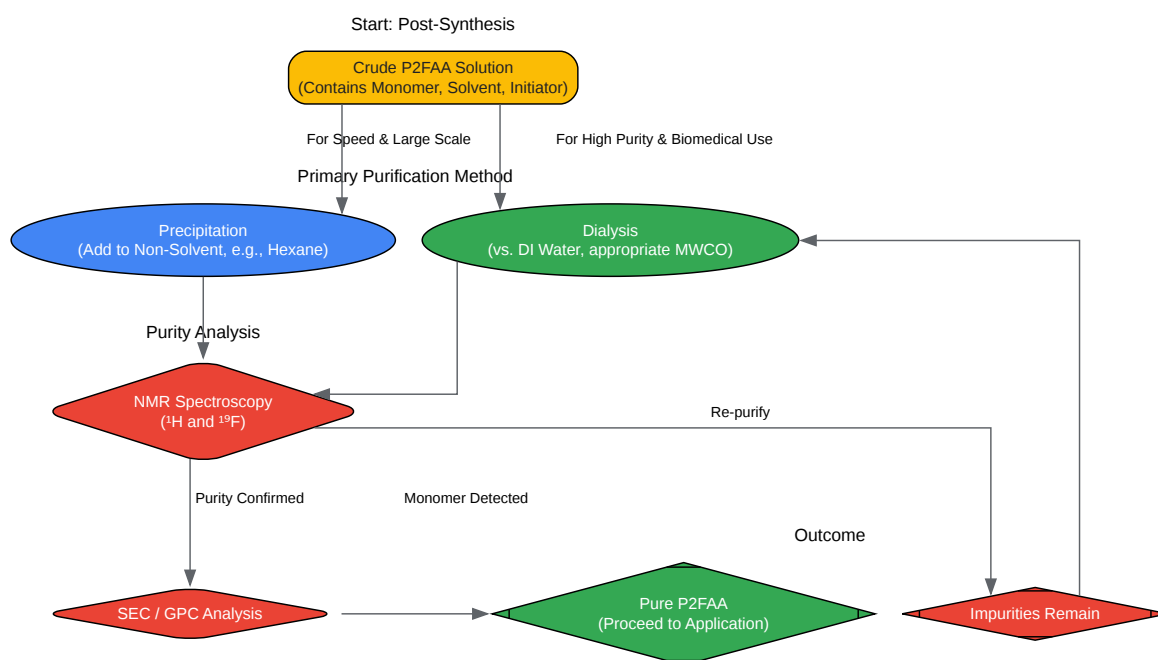 Start: Post-Synthesis
Crude P2FAA Solution
(Contains Monomer, Solvent, Initiator)
For Speed & Large Scale
For High Purity & Biomedical Use
Primary Purification Method
Precipitation
(Add to Non-Solvent, e.g., Hexane)
Dialysis
(vs. DI Water, appropriate MWCO)
Purity Analysis
NMR Spectroscopy
(¹H and ¹⁹F)
Re-purify
Purity Confirmed
Monomer Detected
Outcome
SEC / GPC Analysis
Pure P2FAA
(Proceed to Application)
Impurities Remain